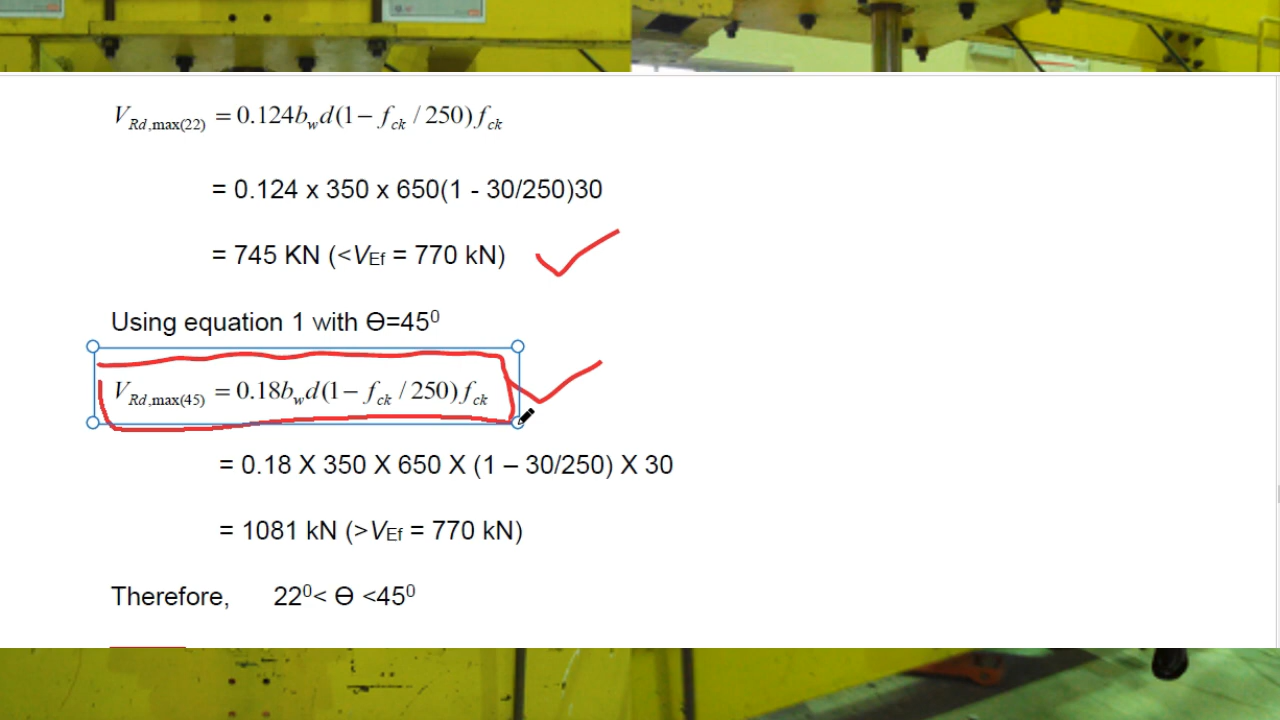 V_Rd,max(22) = 0.124b_w d(1 − f_ck / 250) f_ck
= 0.124 x 350 x 650(1 - 30/250)30
= 745 KN (<VEf = 770 kN)
Using equation 1 with Ө=45⁰
V_Rd,max(45) = 0.18b_w d(1 − f_ck / 250) f_ck
= 0.18 X 350 X 650 X (1 – 30/250) X 30
= 1081 kN (>VEf = 770 kN)
Therefore, 22⁰< Ө <45⁰